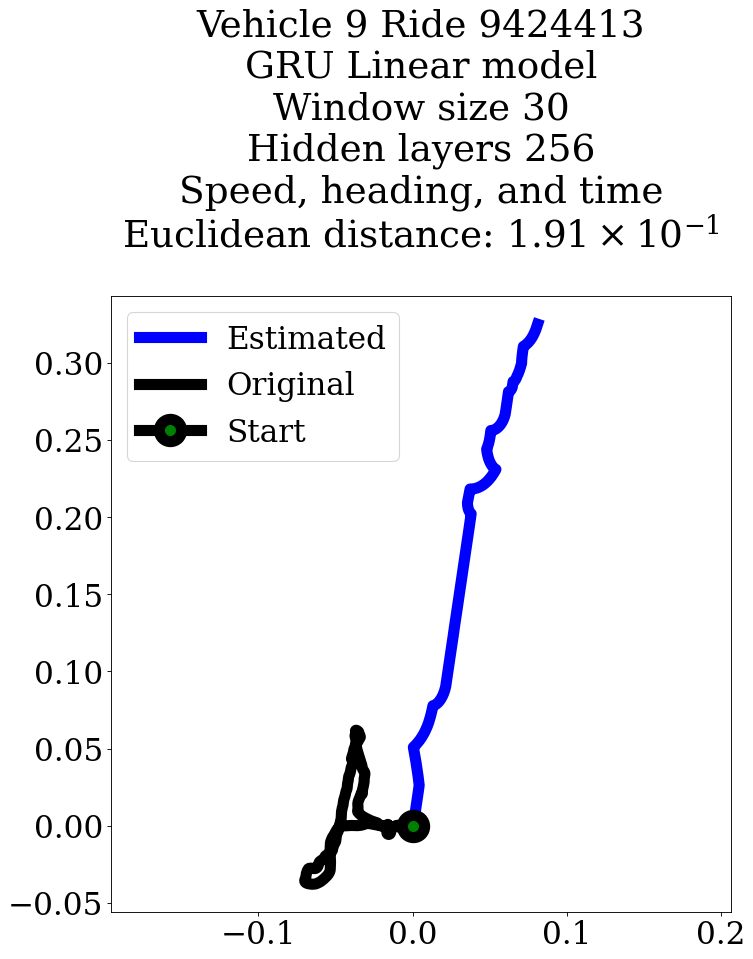 Vehicle 9 Ride 9424413
GRU Linear model
Window size 30
Hidden layers 256
Speed, heading, and time
Euclidean distance: 1.91 × 10⁻¹
Estimated
Original
Start
0.30
0.25
0.20
0.15
0.10
0.05
0.00
−0.05
−0.1
0.0
0.1
0.2